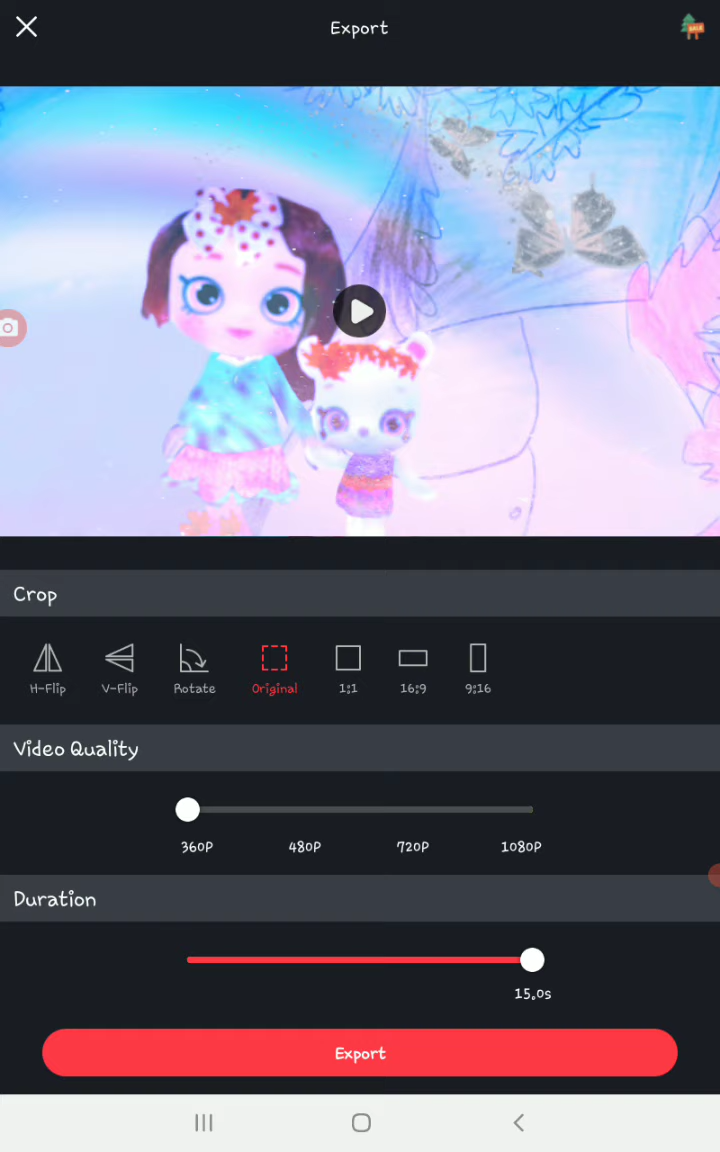 Export
Crop
H-Flip V-Flip Rotate Original 1:1 16:9 9:16
Video Quality
360P 480P 720P 1080P
Duration
15.0s
Export